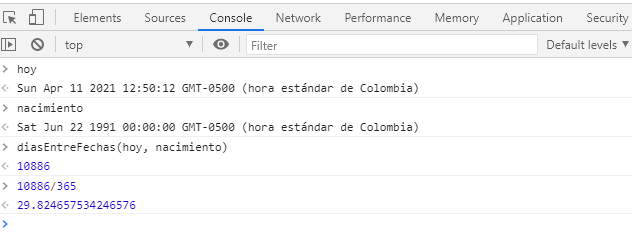 Elements Sources Console Network Performance Memory Application Security
top Filter Default levels
hoy
Sun Apr 11 2021 12:50:12 GMT-0500 (hora estándar de Colombia)
nacimiento
Sat Jun 22 1991 00:00:00 GMT-0500 (hora estándar de Colombia)
diasEntreFechas(hoy, nacimiento)
10886
10886/365
29.824657534246576